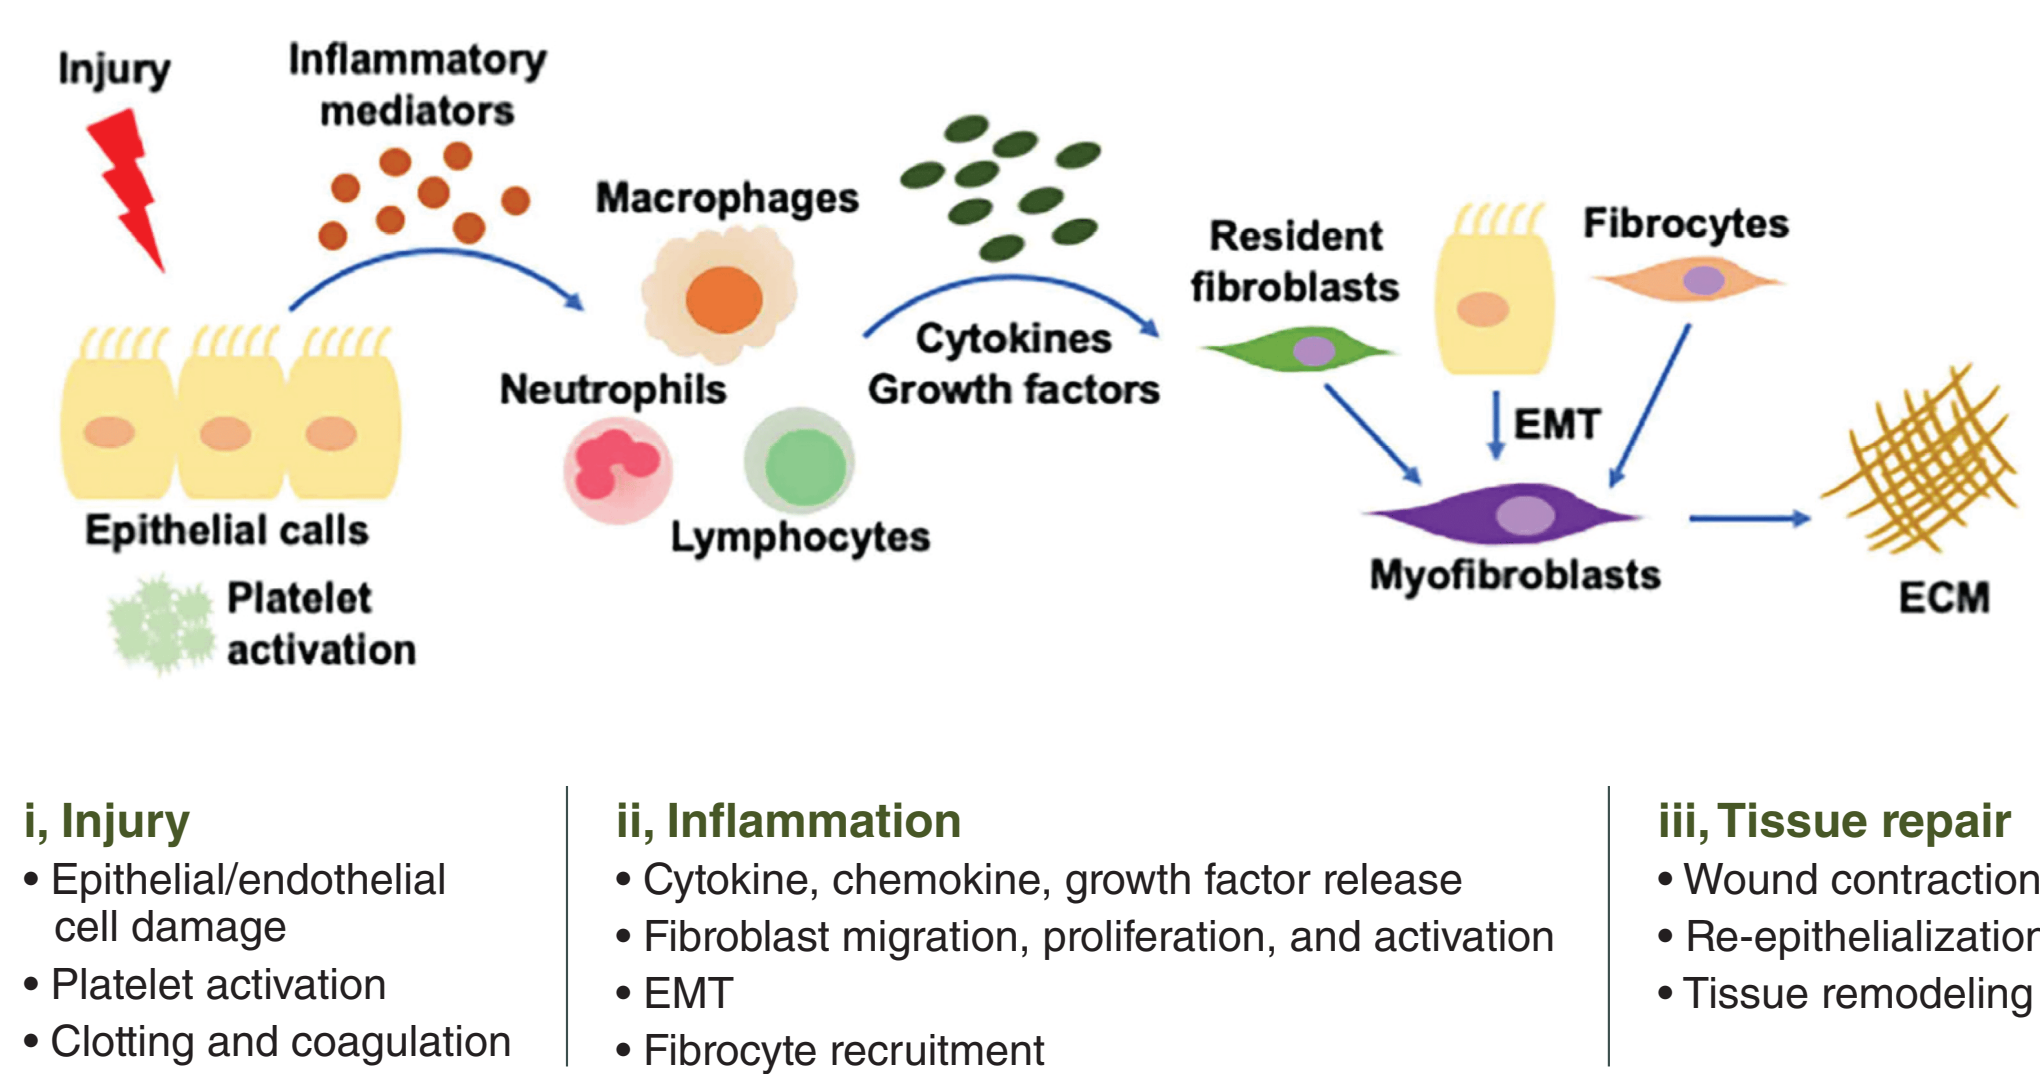 Injury
Inflammatory
mediators
Macrophages
Neutrophils
Lymphocytes
Epithelial calls
Platelet
activation
Cytokines
Growth factors
Resident
fibroblasts
Fibrocytes
EMT
Myofibroblasts
ECM
i, Injury
• Epithelial/endothelial
cell damage
• Platelet activation
• Clotting and coagulation
ii, Inflammation
• Cytokine, chemokine, growth factor release
• Fibroblast migration, proliferation, and activation
• EMT
• Fibrocyte recruitment
iii, Tissue repair
• Wound contraction
• Re-epithelialization
• Tissue remodeling